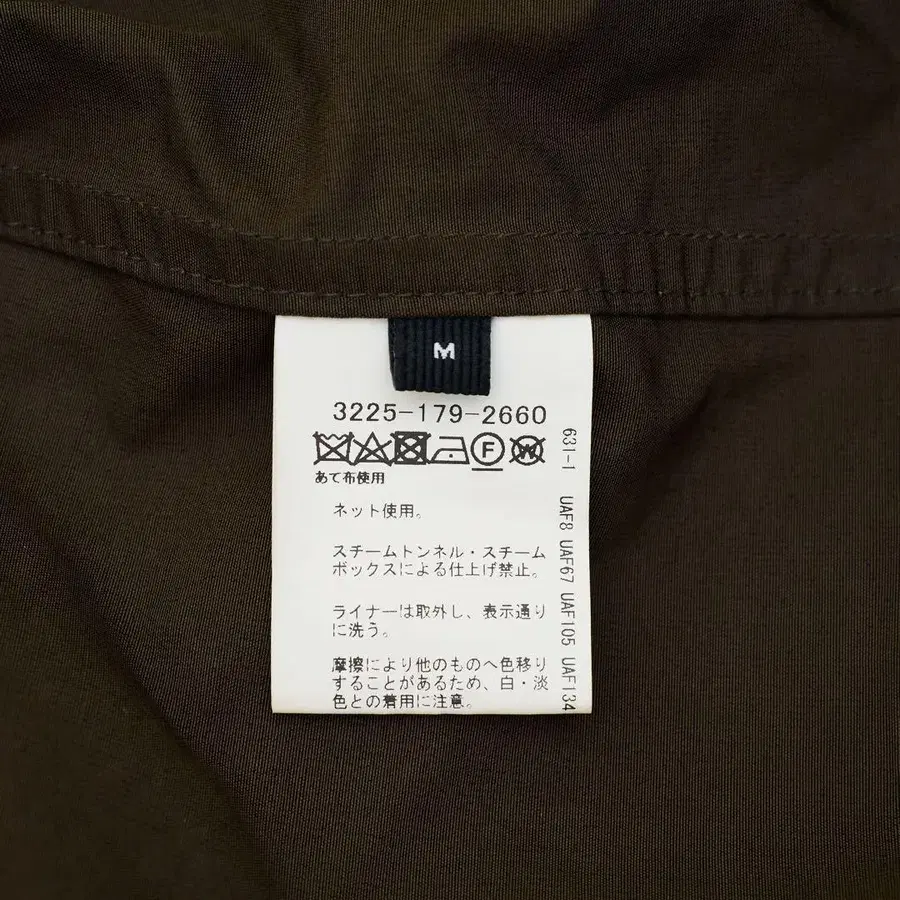 M
3225-179-2660
F W
あて布使用
ネット使用。
スチームトンネル・スチーム
ボックスによる仕上げ禁止。
ライナーは取外し、表示通り
に洗う。
摩擦により他のものへ色移り
することがあるため、白・淡
色との着用に注意。
631-1 UAF8 UAF67 UAF105 UAF134